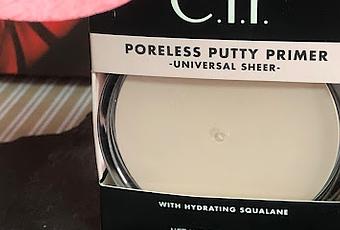 e.l.f.
PORELESS PUTTY PRIMER
-UNIVERSAL SHEER-
WITH HYDRATING SQUALANE